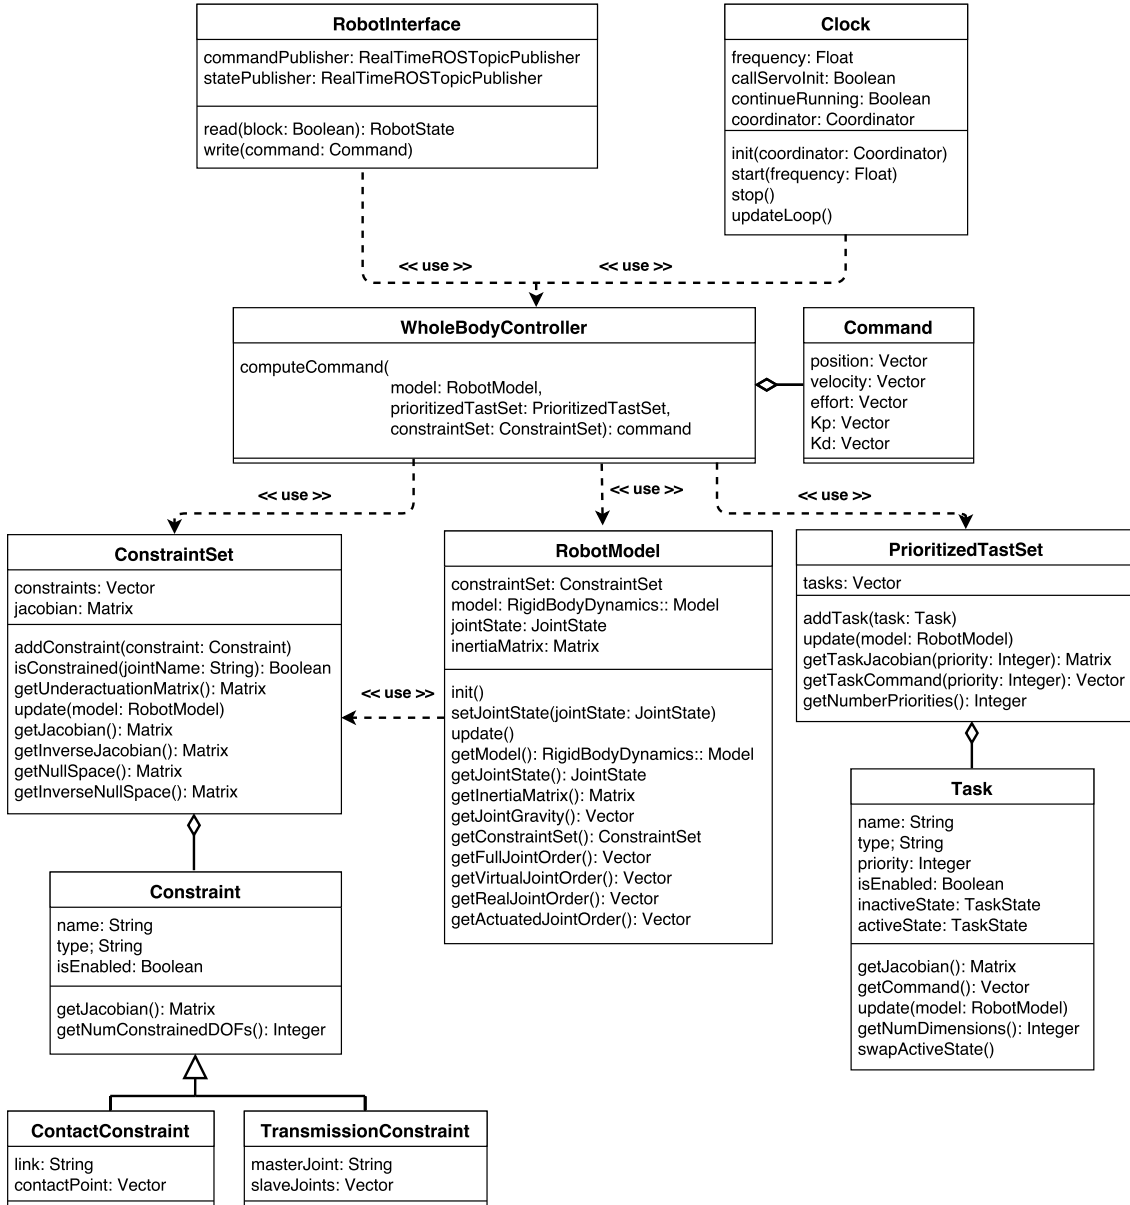 RobotInterface
commandPublisher: RealTimeROSTopicPublisher
statePublisher: RealTimeROSTopicPublisher
read(block: Boolean): RobotState
write(command: Command)
Clock
frequency: Float
callServoInit: Boolean
continueRunning: Boolean
coordinator: Coordinator
init(coordinator: Coordinator)
start(frequency: Float)
stop()
updateLoop()
<< use >>
<< use >>
WholeBodyController
computeCommand(
model: RobotModel,
prioritizedTastSet: PrioritizedTastSet,
constraintSet: ConstraintSet): command
Command
position: Vector
velocity: Vector
effort: Vector
Kp: Vector
Kd: Vector
<< use >>
<< use >>
<< use >>
ConstraintSet
constraints: Vector
jacobian: Matrix
addConstraint(constraint: Constraint)
isConstrained(jointName: String): Boolean
getUnderactuationMatrix(): Matrix
update(model: RobotModel)
getJacobian(): Matrix
getInverseJacobian(): Matrix
getNullSpace(): Matrix
getInverseNullSpace(): Matrix
<< use >>
RobotModel
constraintSet: ConstraintSet
model: RigidBodyDynamics:: Model
jointState: JointState
inertiaMatrix: Matrix
init()
setJointState(jointState: JointState)
update()
getModel(): RigidBodyDynamics:: Model
getJointState(): JointState
getInertiaMatrix(): Matrix
getJointGravity(): Vector
getConstraintSet(): ConstraintSet
getFullJointOrder(): Vector
getVirtualJointOrder(): Vector
getRealJointOrder(): Vector
getActuatedJointOrder(): Vector
PrioritizedTastSet
tasks: Vector
addTask(task: Task)
update(model: RobotModel)
getTaskJacobian(priority: Integer): Matrix
getTaskCommand(priority: Integer): Vector
getNumberPriorities(): Integer
Task
name: String
type; String
priority: Integer
isEnabled: Boolean
inactiveState: TaskState
activeState: TaskState
getJacobian(): Matrix
getCommand(): Vector
update(model: RobotModel)
getNumDimensions(): Integer
swapActiveState()
Constraint
name: String
type; String
isEnabled: Boolean
getJacobian(): Matrix
getNumConstrainedDOFs(): Integer
ContactConstraint
link: String
contactPoint: Vector
TransmissionConstraint
masterJoint: String
slaveJoints: Vector